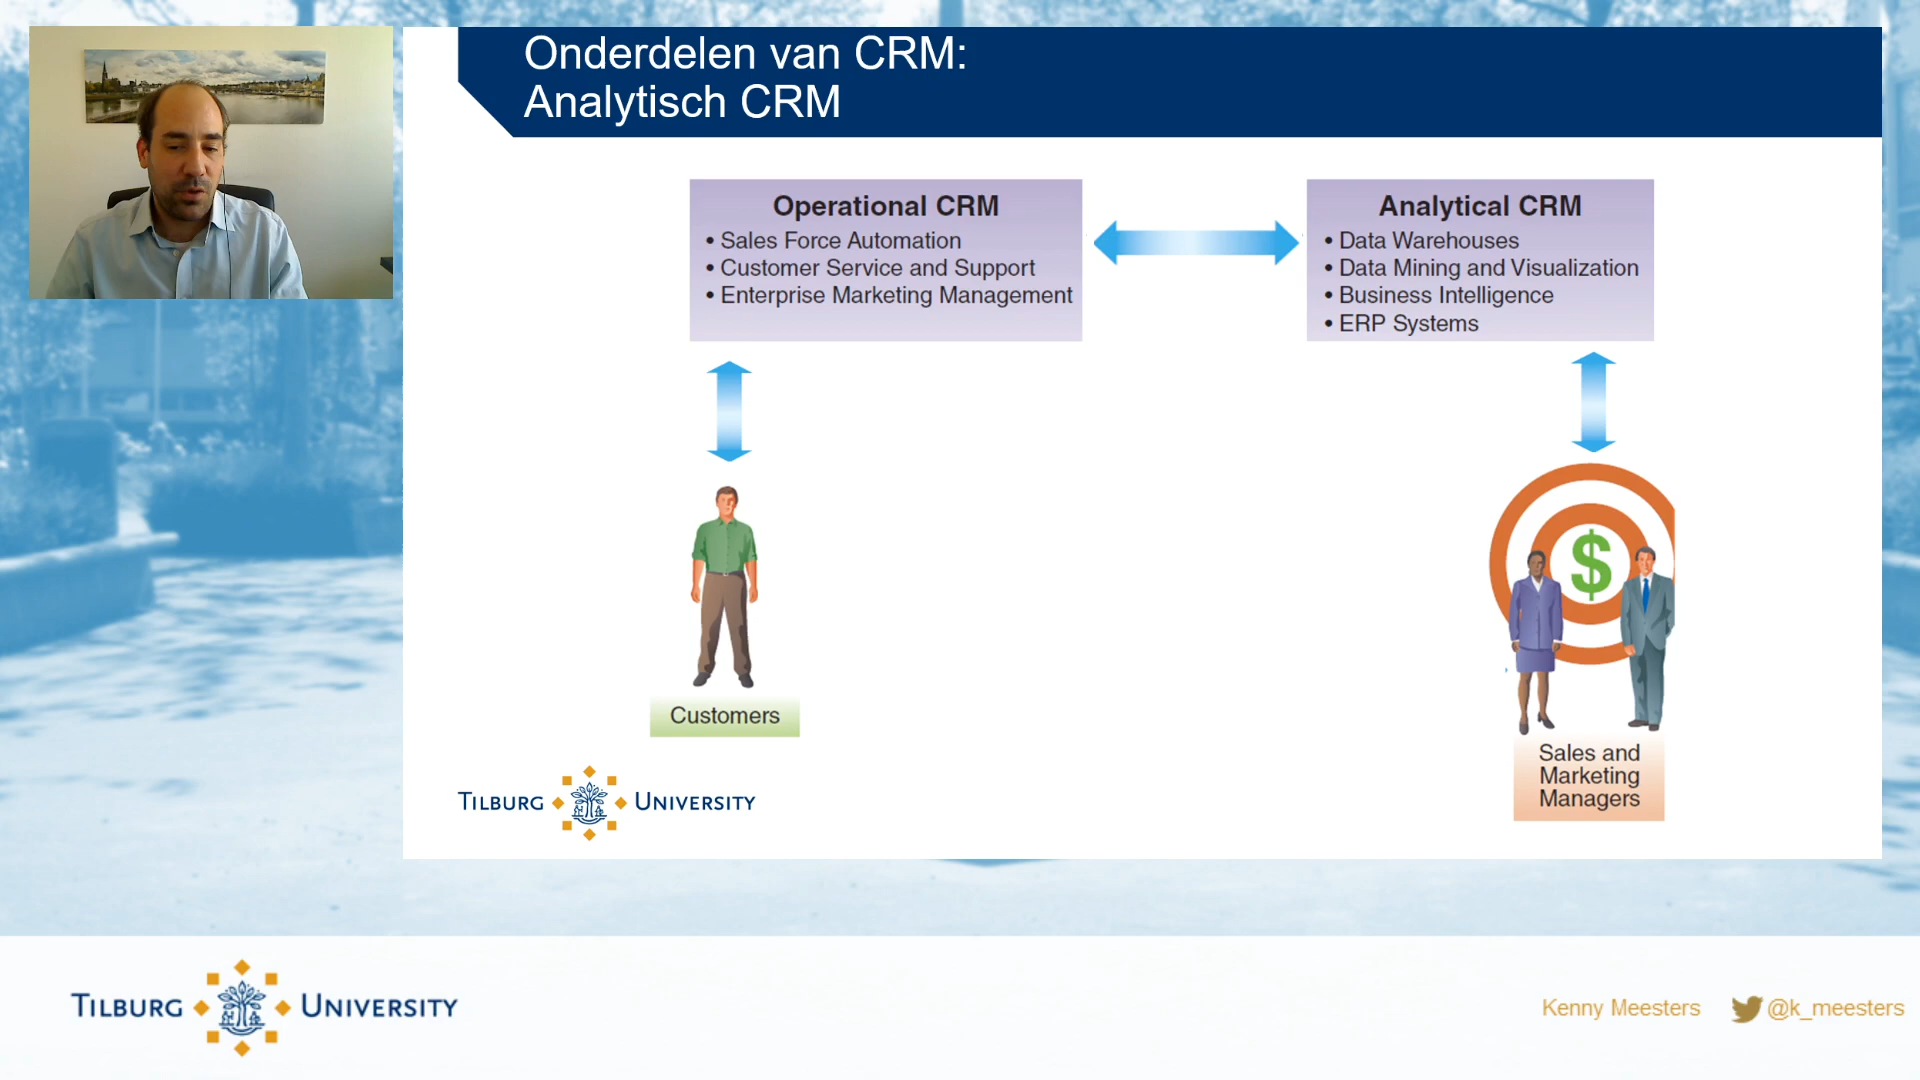 Onderdelen van CRM:
Analytisch CRM
Operational CRM
• Sales Force Automation
• Customer Service and Support
• Enterprise Marketing Management
Analytical CRM
• Data Warehouses
• Data Mining and Visualization
• Business Intelligence
• ERP Systems
$
Customers
Sales and
Marketing
Managers
TILBURG UNIVERSITY
TILBURG UNIVERSITY
Kenny Meesters @k_meesters